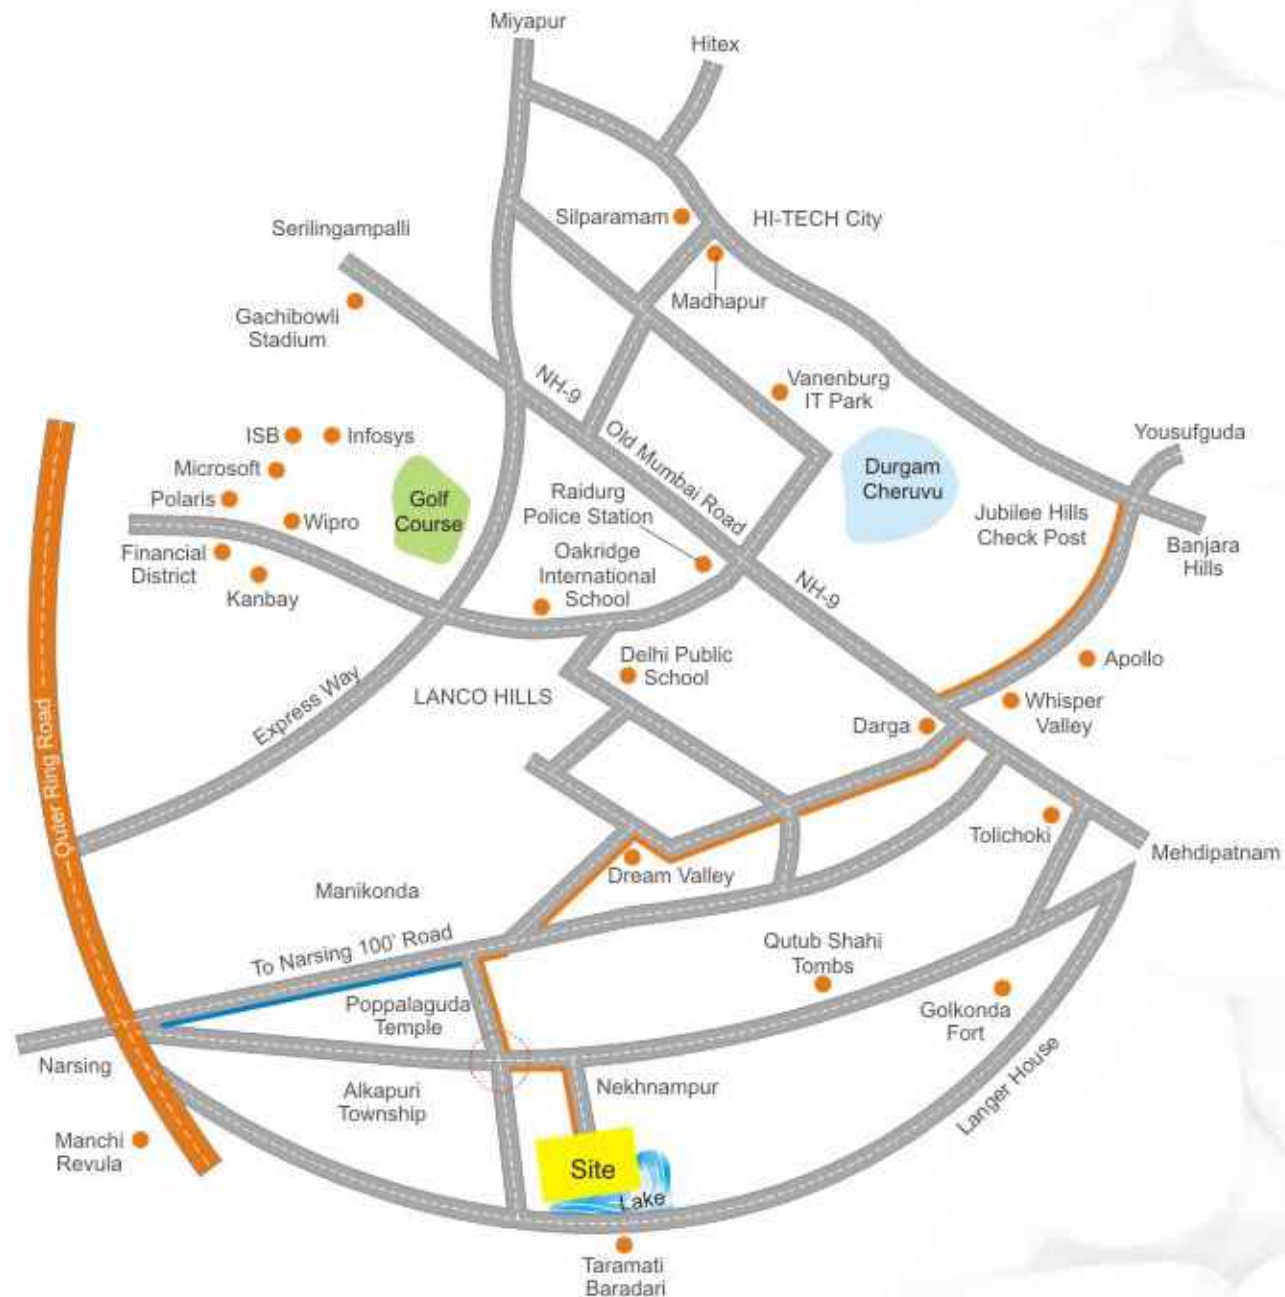 Miyapur
Hitex
Silparamam
HI-TECH City
Serilingampalli
Madhapur
Gachibowli
Stadium
NH-9
Vanenburg
IT Park
ISB
Infosys
Old Mumbai Road
Yousufguda
Microsoft
Durgam
Cheruvu
Polaris
Golf
Course
Raidurg
Police Station
Jubilee Hills
Check Post
Wipro
Banjara
Hills
Financial
District
Oakridge
International
School
Kanbay
NH-9
Delhi Public
School
Apollo
Express Way
LANCO HILLS
Whisper
Valley
Darga
Outer Ring Road
Tolichoki
Mehdipatnam
Dream Valley
Manikonda
To Narsing 100' Road
Qutub Shahi
Tombs
Poppalaguda
Temple
Golkonda
Fort
Narsing
Alkapuri
Township
Nekhnampur
Langer House
Manchi
Revula
Site
Lake
Taramati
Baradari